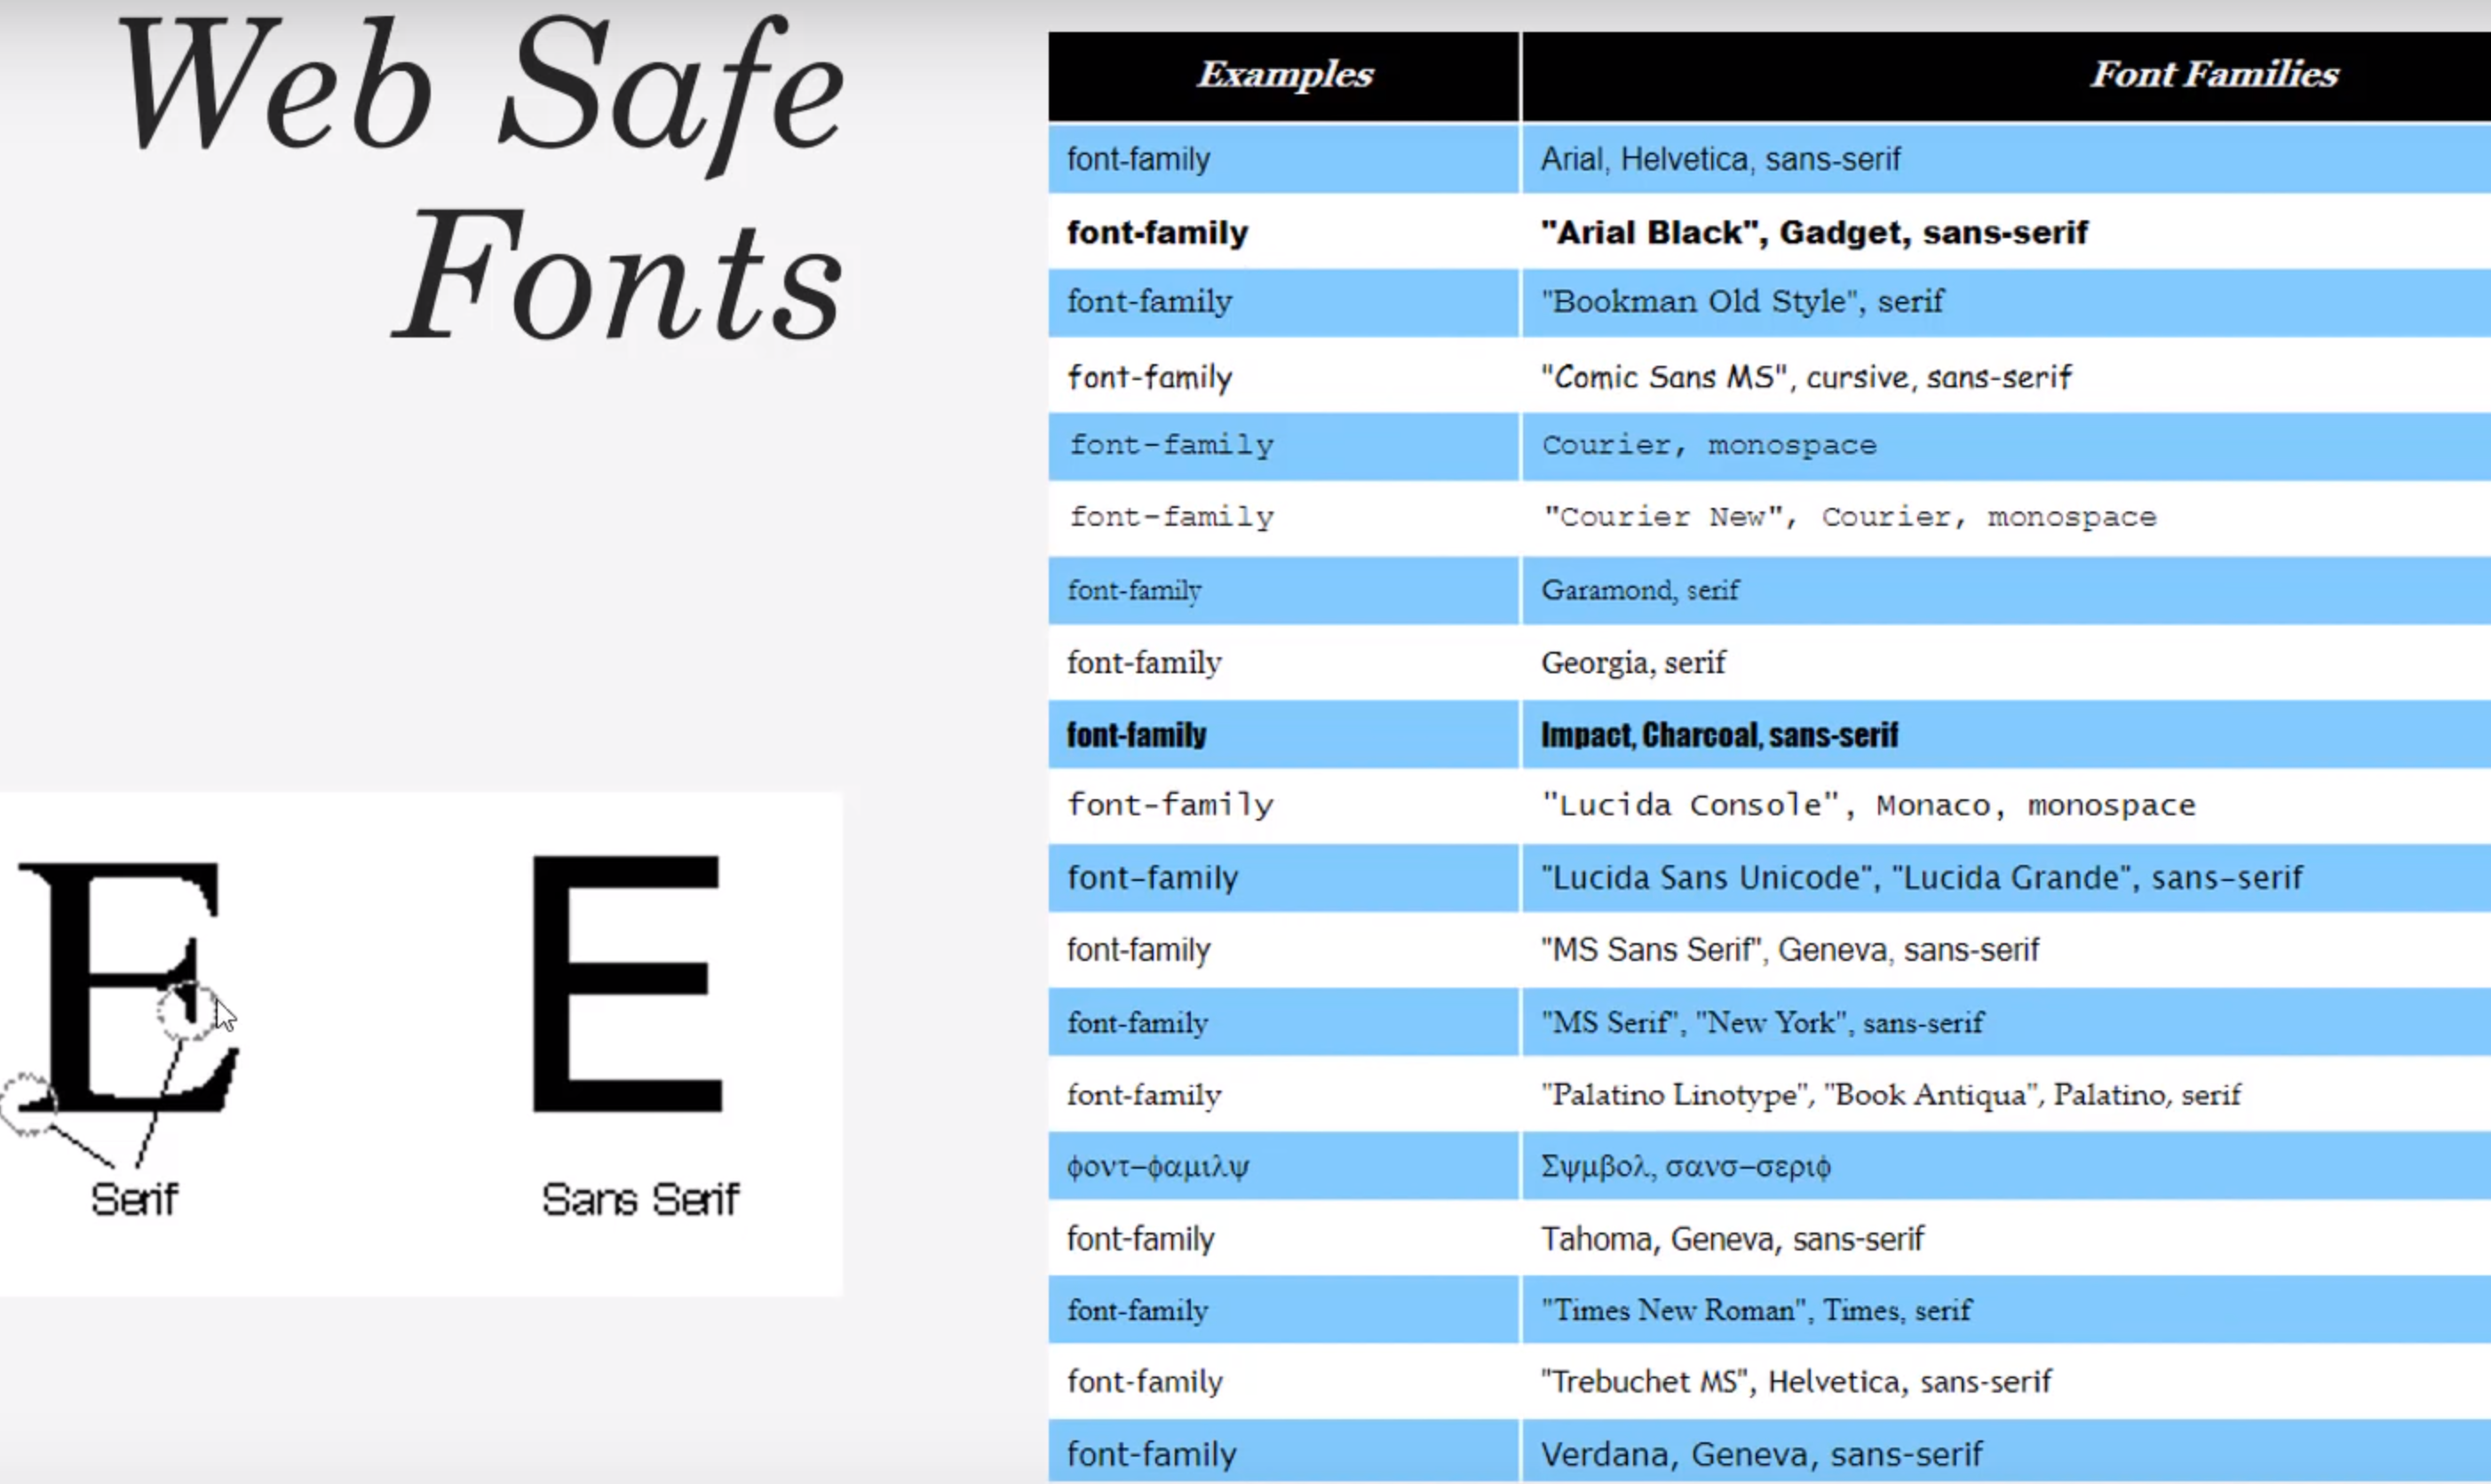 Web Safe
Fonts
Serif
Sans Serif
Examples Font Families
font-family Arial, Helvetica, sans-serif
font-family "Arial Black", Gadget, sans-serif
font-family "Bookman Old Style", serif
font-family "Comic Sans MS", cursive, sans-serif
font-family Courier, monospace
font-family "Courier New", Courier, monospace
font-family Garamond, serif
font-family Georgia, serif
font-family Impact, Charcoal, sans-serif
font-family "Lucida Console", Monaco, monospace
font-family "Lucida Sans Unicode", "Lucida Grande", sans-serif
font-family "MS Sans Serif", Geneva, sans-serif
font-family "MS Serif", "New York", sans-serif
font-family "Palatino Linotype", "Book Antiqua", Palatino, serif
φοντ−φαμιλψ Σψμβολ, σανσ−σεριφ
font-family Tahoma, Geneva, sans-serif
font-family "Times New Roman", Times, serif
font-family "Trebuchet MS", Helvetica, sans-serif
font-family Verdana, Geneva, sans-serif
E E